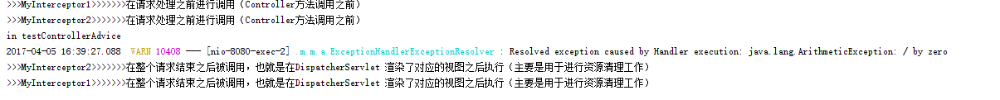 >>>MyInterceptor1>>>>>>>在请求处理之前进行调用（Controller方法调用之前）
>>>MyInterceptor2>>>>>>>在请求处理之前进行调用（Controller方法调用之前）
in testControllerAdvice
2017-04-05 16:39:27.088  WARN 10408 --- [nio-8080-exec-2] .m.m.a.ExceptionHandlerExceptionResolver : Resolved exception caused by Handler execution: java.lang.ArithmeticException: / by zero
>>>MyInterceptor2>>>>>>>在整个请求结束之后被调用，也就是在DispatcherServlet 渲染了对应的视图之后执行（主要是用于进行资源清理工作）
>>>MyInterceptor1>>>>>>>在整个请求结束之后被调用，也就是在DispatcherServlet 渲染了对应的视图之后执行（主要是用于进行资源清理工作）